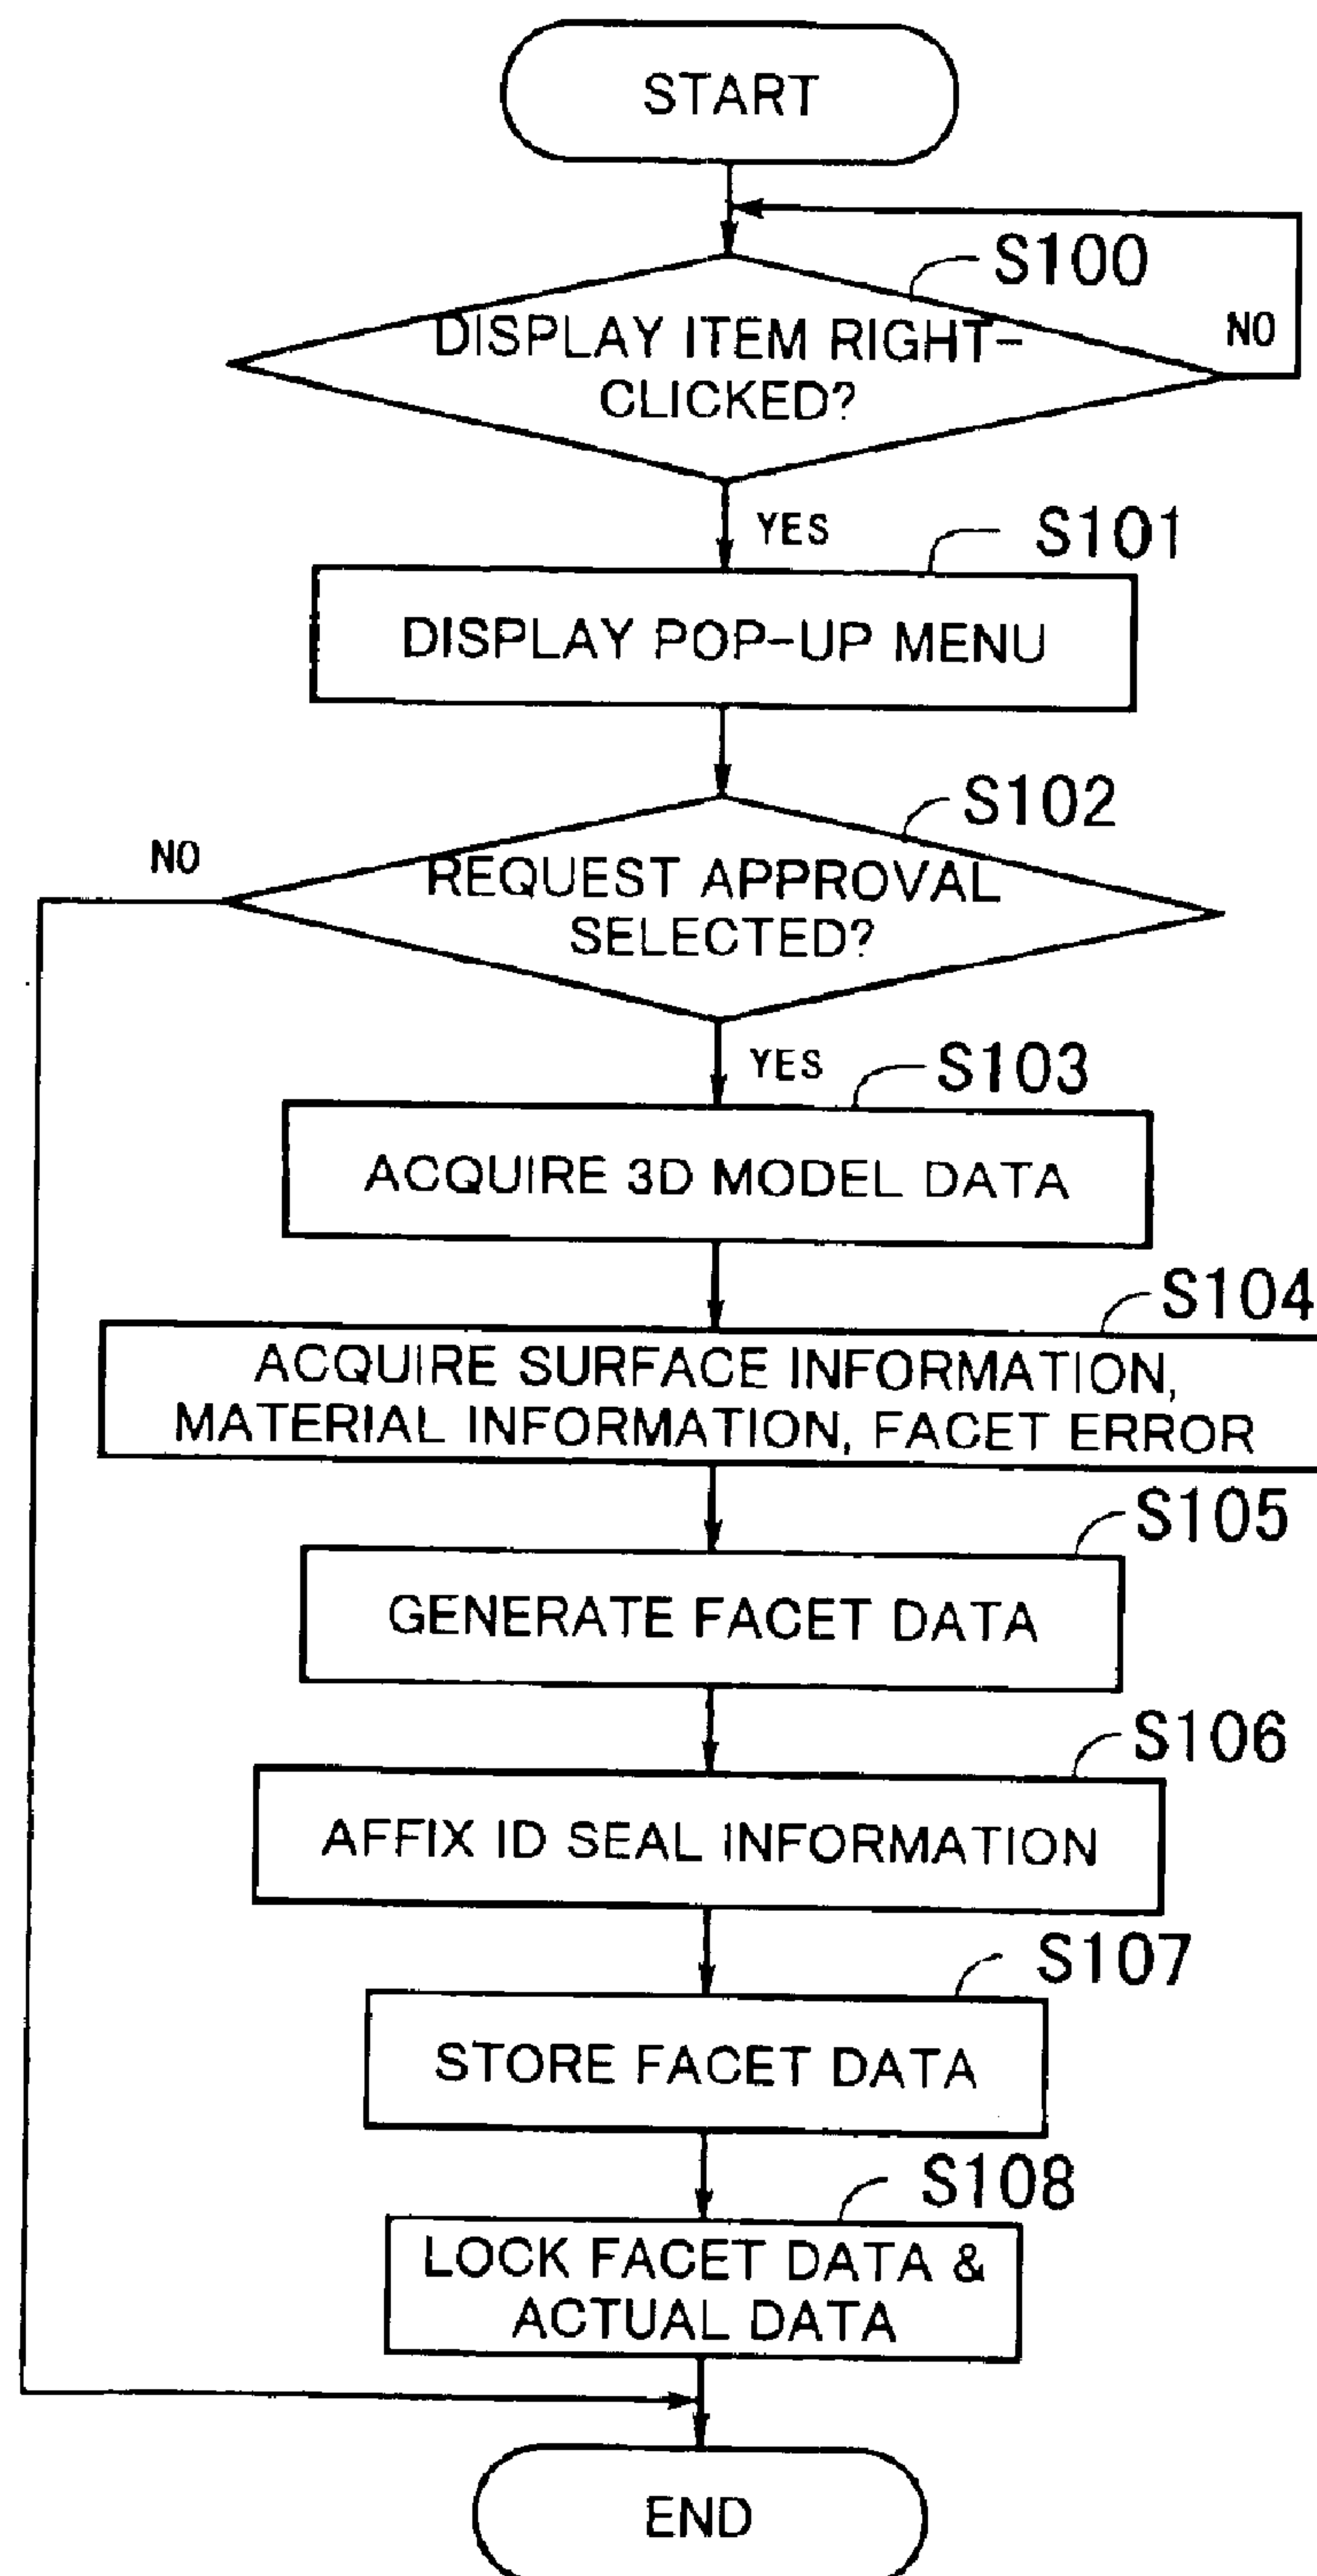 START
S100
DISPLAY ITEM RIGHT-
CLICKED?
NO
YES
S101
DISPLAY POP-UP MENU
S102
NO
REQUEST APPROVAL
SELECTED?
YES
S103
ACQUIRE 3D MODEL DATA
S104
ACQUIRE SURFACE INFORMATION,
MATERIAL INFORMATION, FACET ERROR
S105
GENERATE FACET DATA
S106
AFFIX ID SEAL INFORMATION
S107
STORE FACET DATA
S108
LOCK FACET DATA &
ACTUAL DATA
END